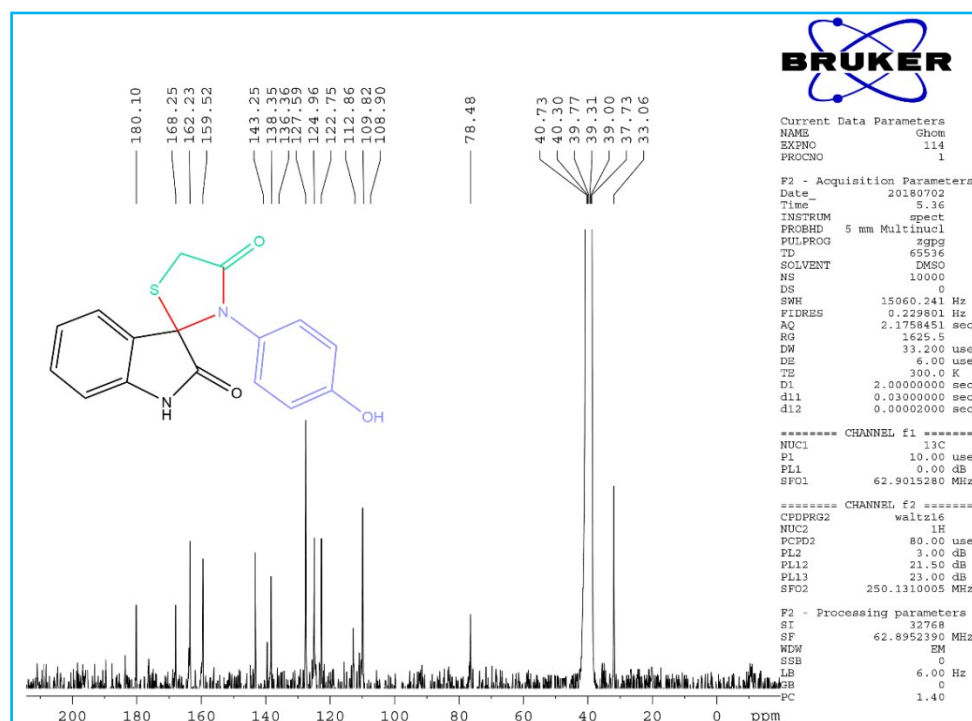 180.10
168.25
162.23
159.52
143.25
138.35
136.36
127.59
124.96
122.75
112.86
109.82
108.90
78.48
40.73
40.30
39.77
39.31
39.00
37.73
33.06
BRUKER
Current Data Parameters
NAME Ghom
EXPNO 114
PROCNO 1
F2 - Acquisition Parameters
Date_ 20180702
Time 5.36
INSTRUM spect
PROBHD 5 mm Multinucl
PULPROG zgpg
TD 65536
SOLVENT DMSO
NS 10000
DS 0
SWH 15060.241 Hz
FIDRES 0.229801 Hz
AQ 2.1758451 sec
RG 1625.5
DW 33.200 use
DE 6.00 use
TE 300.0 K
D1 2.00000000 sec
d11 0.03000000 sec
d12 0.00002000 sec
======== CHANNEL f1 ========
NUC1 13C
P1 10.00 use
PL1 0.00 dB
SFO1 62.9015280 MHz
======== CHANNEL f2 ========
CPDPRG2 waltz16
NUC2 1H
PCPD2 80.00 use
PL2 3.00 dB
PL12 21.50 dB
PL13 23.00 dB
SFO2 250.1310005 MHz
F2 - Processing parameters
SI 32768
SF 62.8952390 MHz
WDW EM
SSB 0
LB 6.00 Hz
GB 0
PC 1.40
O
S
N
O
N
H
OH
200 180 160 140 120 100 80 60 40 20 0 ppm